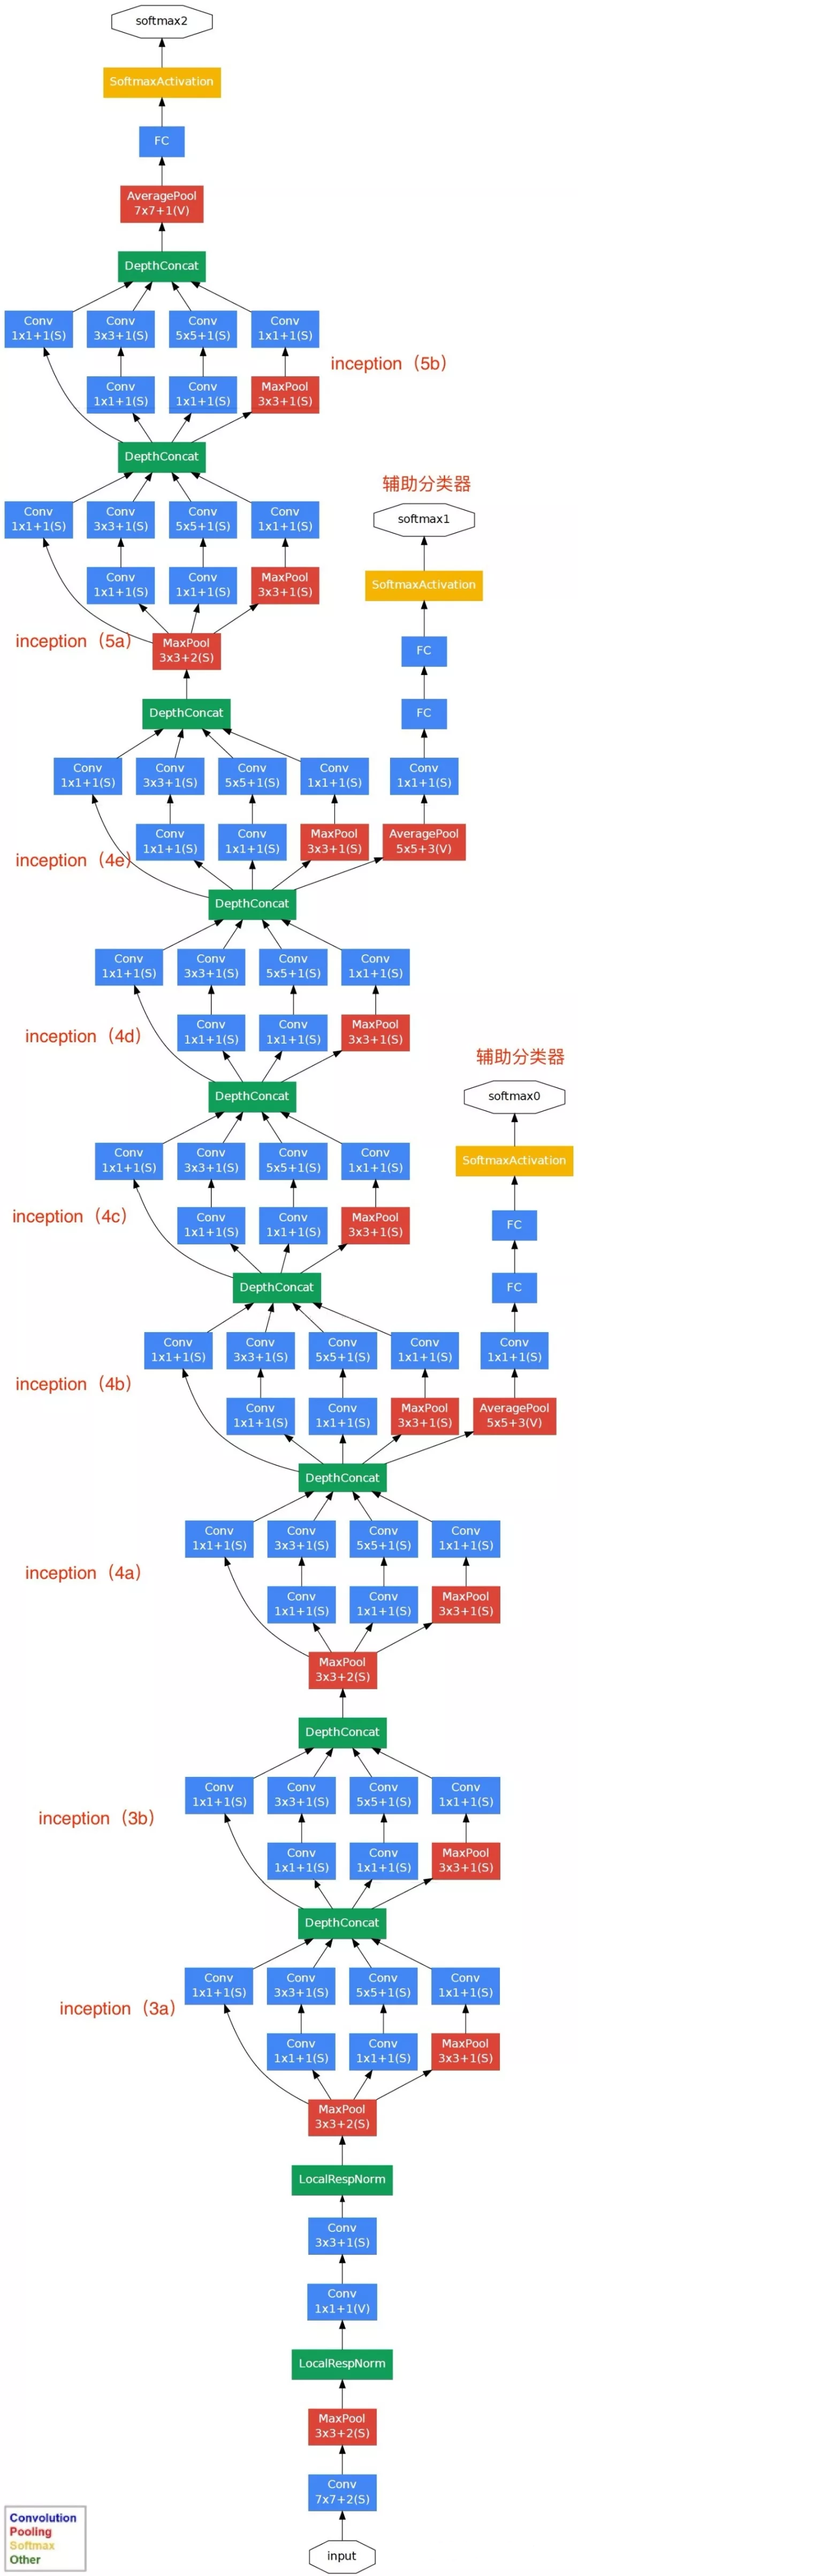 softmax2
SoftmaxActivation
FC
AveragePool
7x7+1(V)
DepthConcat
Conv
1x1+1(S)
Conv
3x3+1(S)
Conv
5x5+1(S)
Conv
1x1+1(S)
inception（5b）
Conv
1x1+1(S)
Conv
1x1+1(S)
MaxPool
3x3+1(S)
DepthConcat
辅助分类器
Conv
1x1+1(S)
Conv
3x3+1(S)
Conv
5x5+1(S)
Conv
1x1+1(S)
softmax1
Conv
1x1+1(S)
Conv
1x1+1(S)
MaxPool
3x3+1(S)
SoftmaxActivation
inception（5a）
MaxPool
3x3+2(S)
FC
DepthConcat
FC
Conv
1x1+1(S)
Conv
3x3+1(S)
Conv
5x5+1(S)
Conv
1x1+1(S)
Conv
1x1+1(S)
inception（4e）
Conv
1x1+1(S)
Conv
1x1+1(S)
MaxPool
3x3+1(S)
AveragePool
5x5+3(V)
DepthConcat
Conv
1x1+1(S)
Conv
3x3+1(S)
Conv
5x5+1(S)
Conv
1x1+1(S)
inception（4d）
Conv
1x1+1(S)
Conv
1x1+1(S)
MaxPool
3x3+1(S)
辅助分类器
DepthConcat
softmax0
Conv
1x1+1(S)
Conv
3x3+1(S)
Conv
5x5+1(S)
Conv
1x1+1(S)
SoftmaxActivation
inception（4c）
Conv
1x1+1(S)
Conv
1x1+1(S)
MaxPool
3x3+1(S)
FC
DepthConcat
FC
Conv
1x1+1(S)
Conv
3x3+1(S)
Conv
5x5+1(S)
Conv
1x1+1(S)
Conv
1x1+1(S)
inception（4b）
Conv
1x1+1(S)
Conv
1x1+1(S)
MaxPool
3x3+1(S)
AveragePool
5x5+3(V)
DepthConcat
Conv
1x1+1(S)
Conv
3x3+1(S)
Conv
5x5+1(S)
Conv
1x1+1(S)
inception（4a）
Conv
1x1+1(S)
Conv
1x1+1(S)
MaxPool
3x3+1(S)
MaxPool
3x3+2(S)
DepthConcat
Conv
1x1+1(S)
Conv
3x3+1(S)
Conv
5x5+1(S)
Conv
1x1+1(S)
inception（3b）
Conv
1x1+1(S)
Conv
1x1+1(S)
MaxPool
3x3+1(S)
DepthConcat
Conv
1x1+1(S)
Conv
3x3+1(S)
Conv
5x5+1(S)
Conv
1x1+1(S)
inception（3a）
Conv
1x1+1(S)
Conv
1x1+1(S)
MaxPool
3x3+1(S)
MaxPool
3x3+2(S)
LocalRespNorm
Conv
3x3+1(S)
Conv
1x1+1(V)
LocalRespNorm
MaxPool
3x3+2(S)
Conv
7x7+2(S)
input
Convolution
Pooling
Softmax
Other